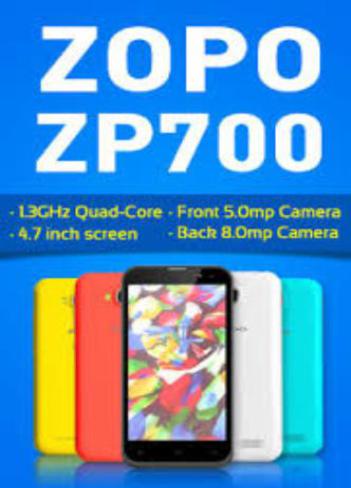 ZOPO
ZP700
· 1.3GHz Quad-Core · Front 5.0mp Camera
· 4.7 inch screen · Back 8.0mp Camera